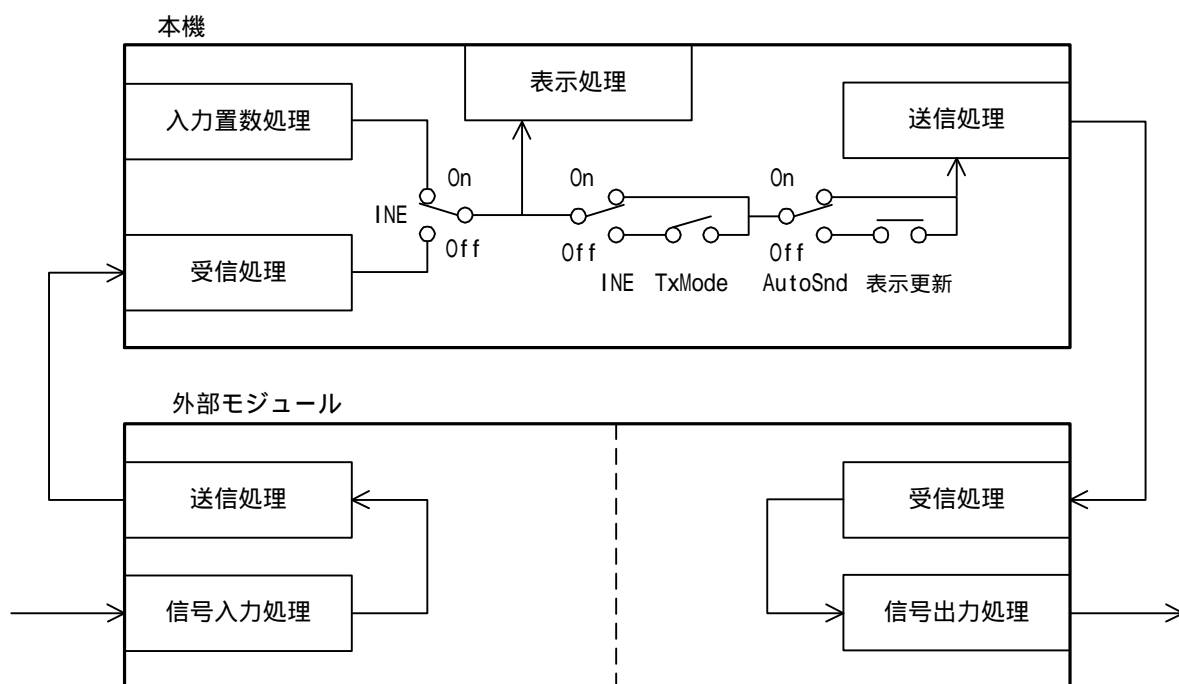 本機
表示処理
入力置数処理
送信処理
On
On
On
INE
Off
Off
Off
受信処理
INE
TxMode
AutoSnd
表示更新
外部モジュール
送信処理
受信処理
信号入力処理
信号出力処理